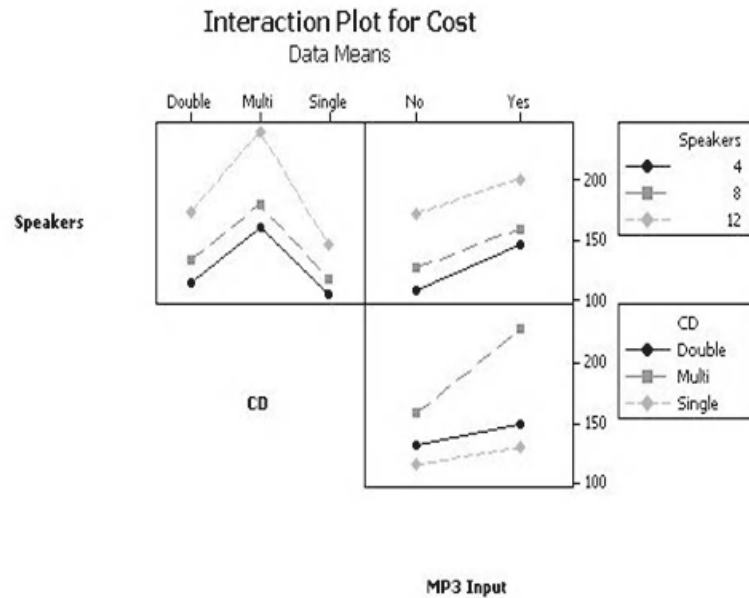 Interaction Plot for Cost
Data Means
Double Multi Single No Yes
Speakers
200
150
100
Speakers
4
8
12
CD
200
150
100
CD
Double
Multi
Single
MP3 Input